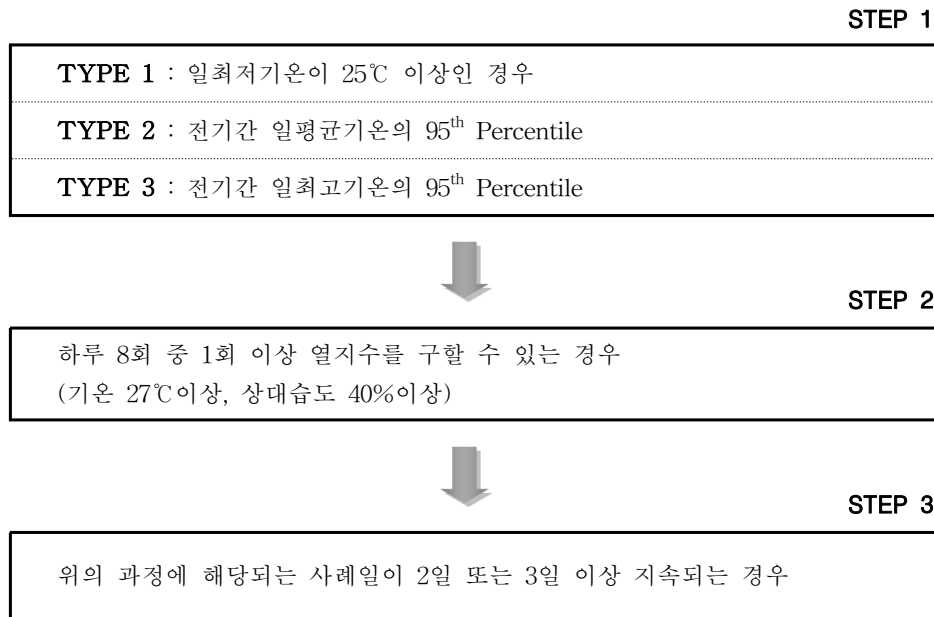 STEP 1
TYPE 1 : 일최저기온이 25℃ 이상인 경우
TYPE 2 : 전기간 일평균기온의 95th Percentile
TYPE 3 : 전기간 일최고기온의 95th Percentile
STEP 2
하루 8회 중 1회 이상 열지수를 구할 수 있는 경우
(기온 27℃이상, 상대습도 40%이상)
STEP 3
위의 과정에 해당되는 사례일이 2일 또는 3일 이상 지속되는 경우